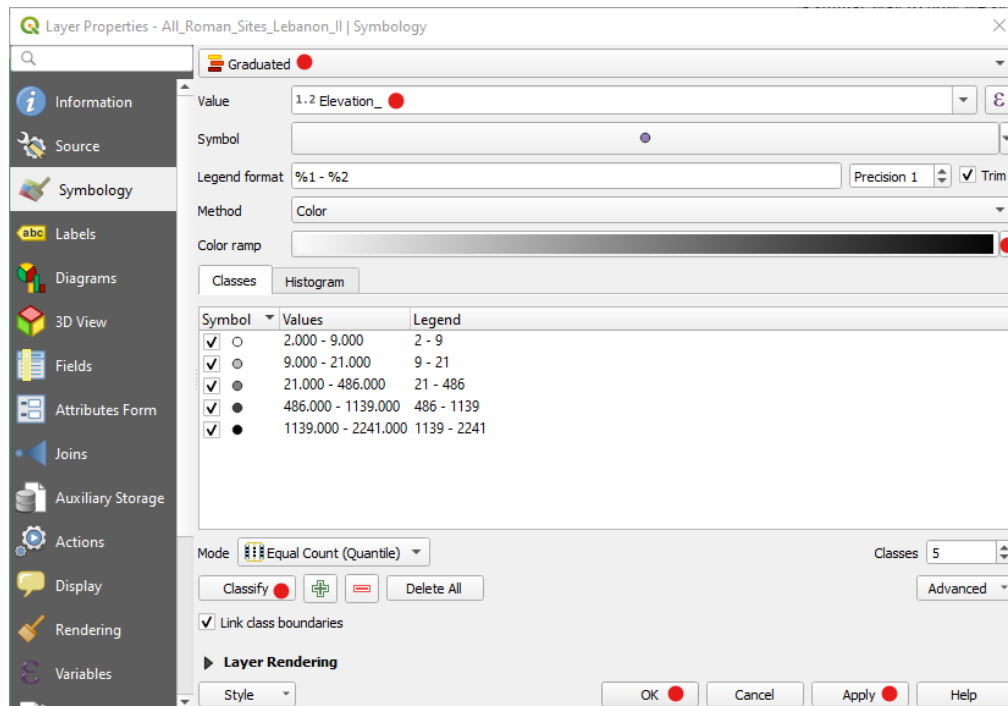 Layer Properties - All_Roman_Sites_Lebanon_II | Symbology
Graduated
Information
Source
Symbology
abc Labels
Diagrams
3D View
Fields
Attributes Form
Joins
Auxiliary Storage
Actions
Display
Rendering
Variables
Value 1.2 Elevation_ ε
Symbol
Legend format %1 - %2 Precision 1 Trim
Method Color
Color ramp
Classes Histogram
Symbol Values Legend
2.000 - 9.000 2 - 9
9.000 - 21.000 9 - 21
21.000 - 486.000 21 - 486
486.000 - 1139.000 486 - 1139
1139.000 - 2241.000 1139 - 2241
Mode Equal Count (Quantile) Classes 5
Classify Delete All Advanced
Link class boundaries
Layer Rendering
Style OK Cancel Apply Help